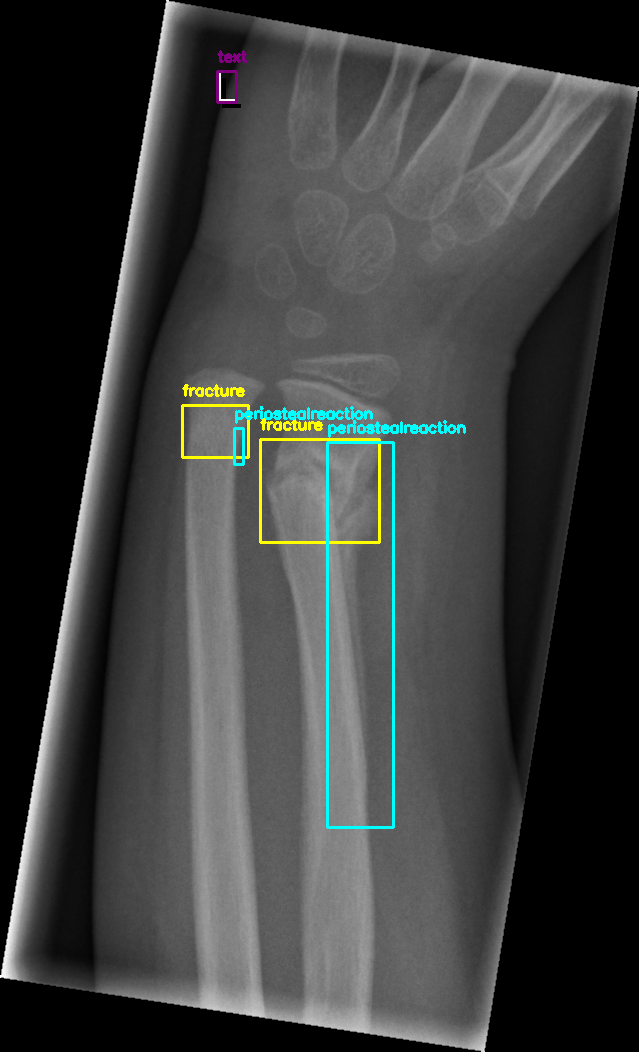 text
fracture
periostealreaction
fracture
periostealreaction
L